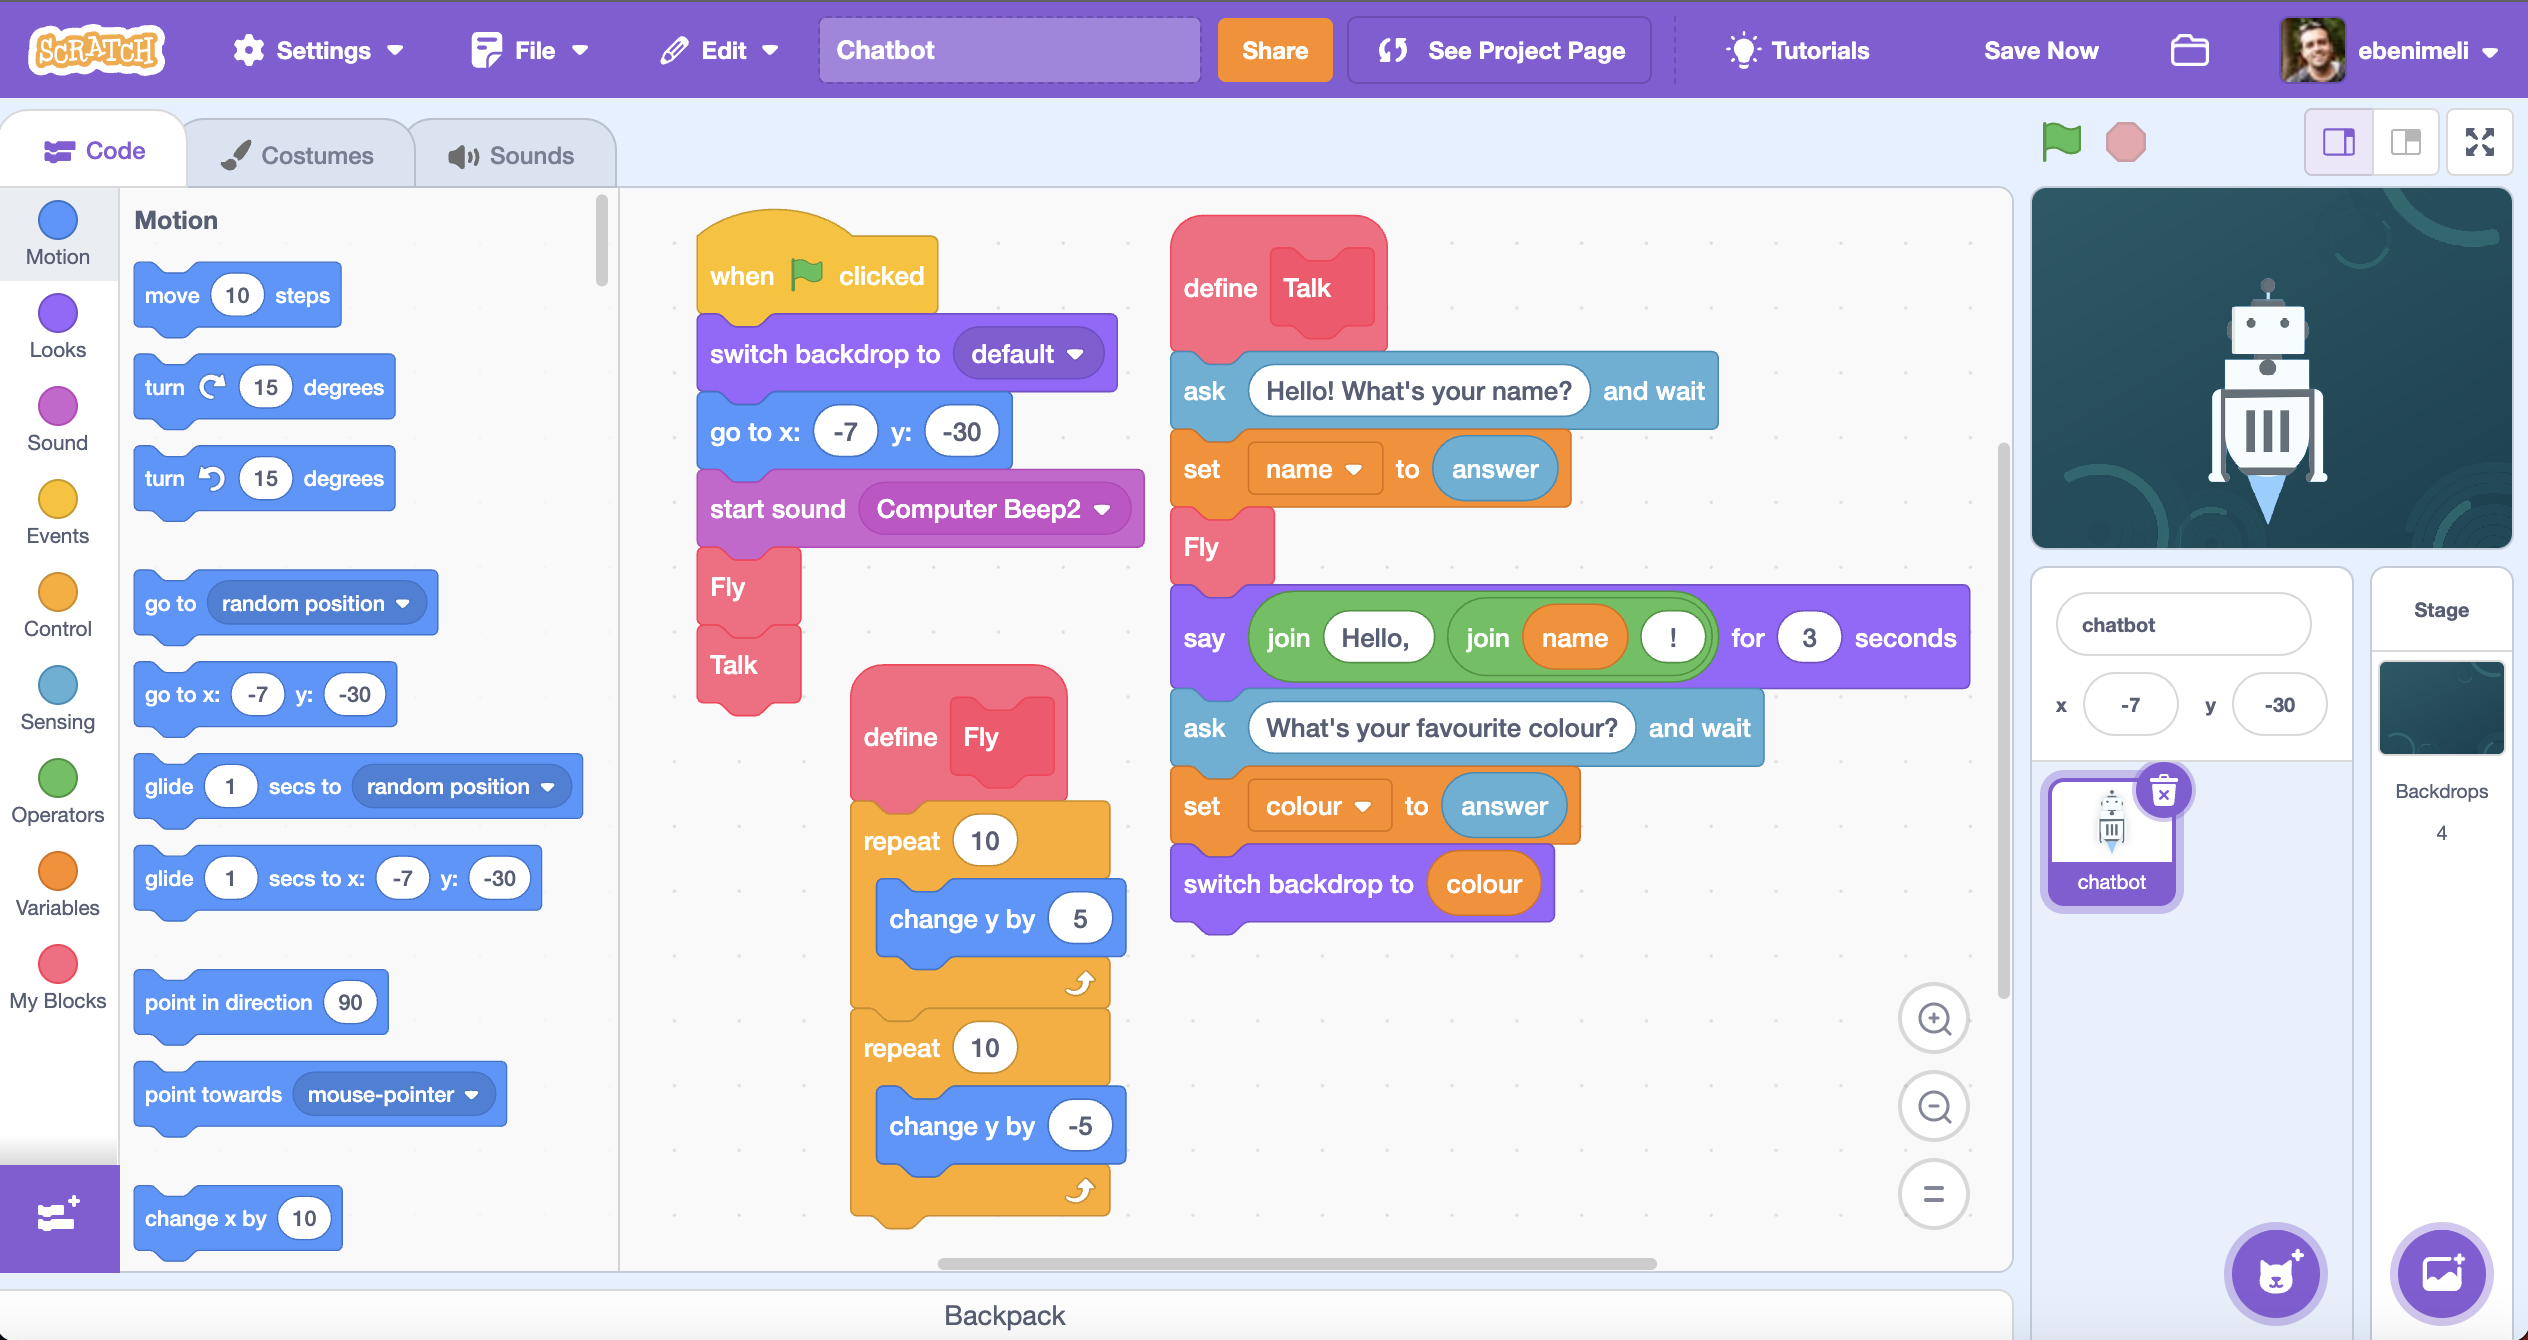 SCRATCH Settings File Edit Chatbot Share See Project Page Tutorials Save Now ebenimeli
Code Costumes Sounds
Motion
Looks
Sound
Events
Control
Sensing
Operators
Variables
My Blocks
Motion
move 10 steps
turn 15 degrees
turn 15 degrees
go to random position
go to x: -7 y: -30
glide 1 secs to random position
glide 1 secs to x: -7 y: -30
point in direction 90
point towards mouse-pointer
change x by 10
when clicked
switch backdrop to default
go to x: -7 y: -30
start sound Computer Beep2
Fly
Talk
define Fly
repeat 10
change y by 5
repeat 10
change y by -5
define Talk
ask Hello! What's your name? and wait
set name to answer
Fly
say join Hello, join name ! for 3 seconds
ask What's your favourite colour? and wait
set colour to answer
switch backdrop to colour
chatbot
x -7 y -30
chatbot
Stage
Backdrops
4
Backpack